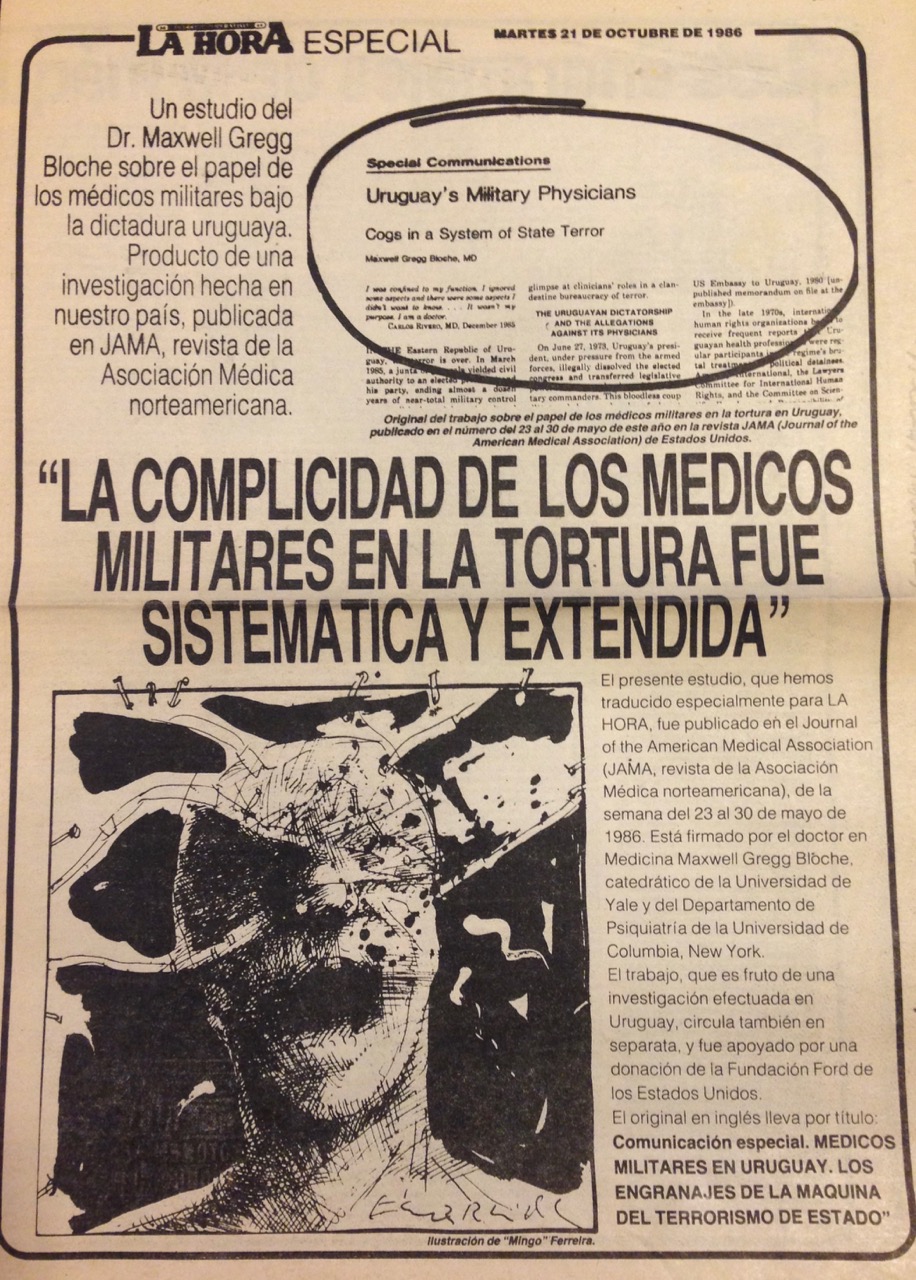 LA HORA ESPECIAL
MARTES 21 DE OCTUBRE DE 1986
Un estudio del
Dr. Maxwell Gregg
Bloche sobre el papel de
los médicos militares bajo
la dictadura uruguaya.
Producto de una
investigación hecha en
nuestro país, publicada
en JAMA, revista de la
Asociación Médica
norteamericana.
Special Communications
Uruguay's Military Physicians
Cogs in a System of State Terror
Maxwell Gregg Bloche, MD
I was confined to my function. I ignored
some aspects and there were some aspects I
didn't want to know. . . . It wasn't my
purpose. I am a doctor.
CARLOS RIVERO, MD, December 1985
THE Eastern Republic of Uru-
guay, terror is over. In March
1985, a junta of yielded civil
authority to an elected
his party, ending almost a dozen
years of near-total military control
glimpse at clinicians' roles in a clan-
destine bureaucracy of terror.
THE URUGUAYAN DICTATORSHIP
AND THE ALLEGATIONS
AGAINST ITS PHYSICIANS
On June 27, 1973, Uruguay's presi-
dent, under pressure from the armed
forces, illegally dissolved the elected
congress and transferred legislative
tary commanders. This bloodless coup
US Embassy to Uruguay, 1980 [un-
published memorandum on file at the
embassy]).
In the late 1970s,
human rights organizations to
receive frequent reports Uru-
guayan health were reg-
ular participants in regime's bru-
tal treatment political detainees.
International, the Lawyers
Committee for International Human
Rights, and the Committee on Scien-
Original del trabajo sobre el papel de los médicos militares en la tortura en Uruguay,
publicado en el número del 23 al 30 de mayo de este año en la revista JAMA (Journal of the
American Medical Association) de Estados Unidos.
“LA COMPLICIDAD DE LOS MEDICOS
MILITARES EN LA TORTURA FUE
SISTEMATICA Y EXTENDIDA”
El presente estudio, que hemos
traducido especialmente para LA
HORA, fue publicado en el Journal
of the American Medical Association
(JAMA, revista de la Asociación
Médica norteamericana), de la
semana del 23 al 30 de mayo de
1986. Está firmado por el doctor en
Medicina Maxwell Gregg Bloche,
catedrático de la Universidad de
Yale y del Departamento de
Psiquiatría de la Universidad de
Columbia, New York.
El trabajo, que es fruto de una
investigación efectuada en
Uruguay, circula también en
separata, y fue apoyado por una
donación de la Fundación Ford de
los Estados Unidos.
El original en inglés lleva por título:
Comunicación especial. MEDICOS
MILITARES EN URUGUAY. LOS
ENGRANAJES DE LA MAQUINA
DEL TERRORISMO DE ESTADO”
Ilustración de "Mingo" Ferreira.